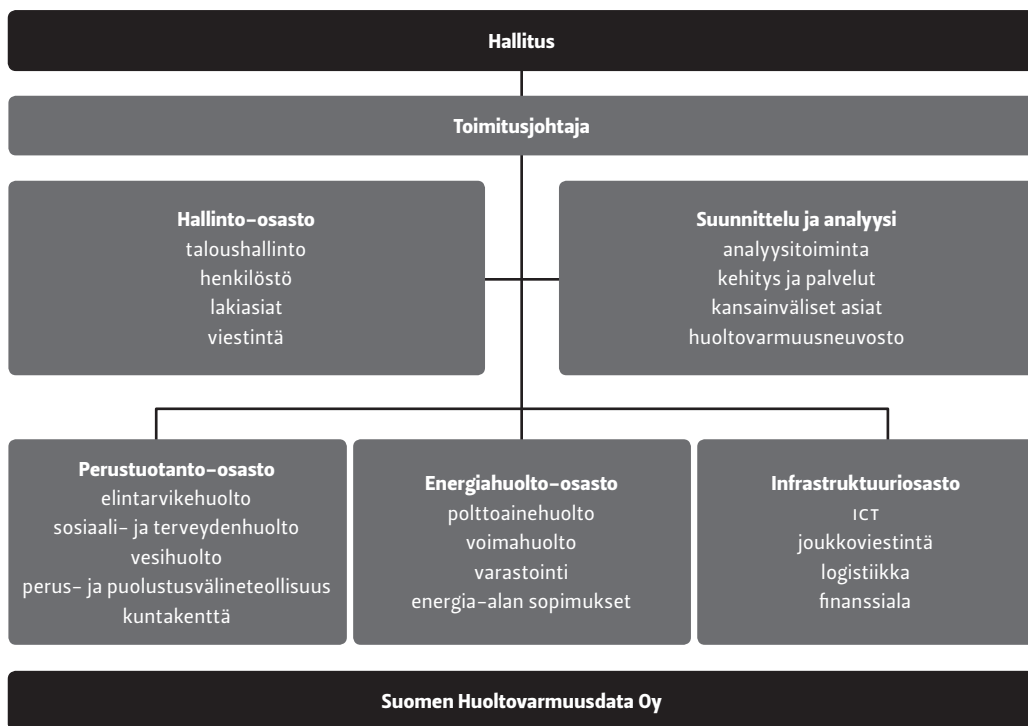 Hallitus
Toimitusjohtaja
Hallinto-osasto
taloushallinto
henkilöstö
lakiasiat
viestintä
Suunnittelu ja analyysi
analyysitoiminta
kehitys ja palvelut
kansainväliset asiat
huoltovarmuusneuvosto
Perustuotanto-osasto
elintarvikehuolto
sosiaali- ja terveydenhuolto
vesihuolto
perus- ja puolustusvälineteollisuus
kuntakenttä
Energiahuolto-osasto
polttoainehuolto
voimahuolto
varastointi
energia-alan sopimukset
Infrastruktuuriosasto
ICT
joukkoviestintä
logistiikka
finanssiala
Suomen Huoltovarmuusdata Oy